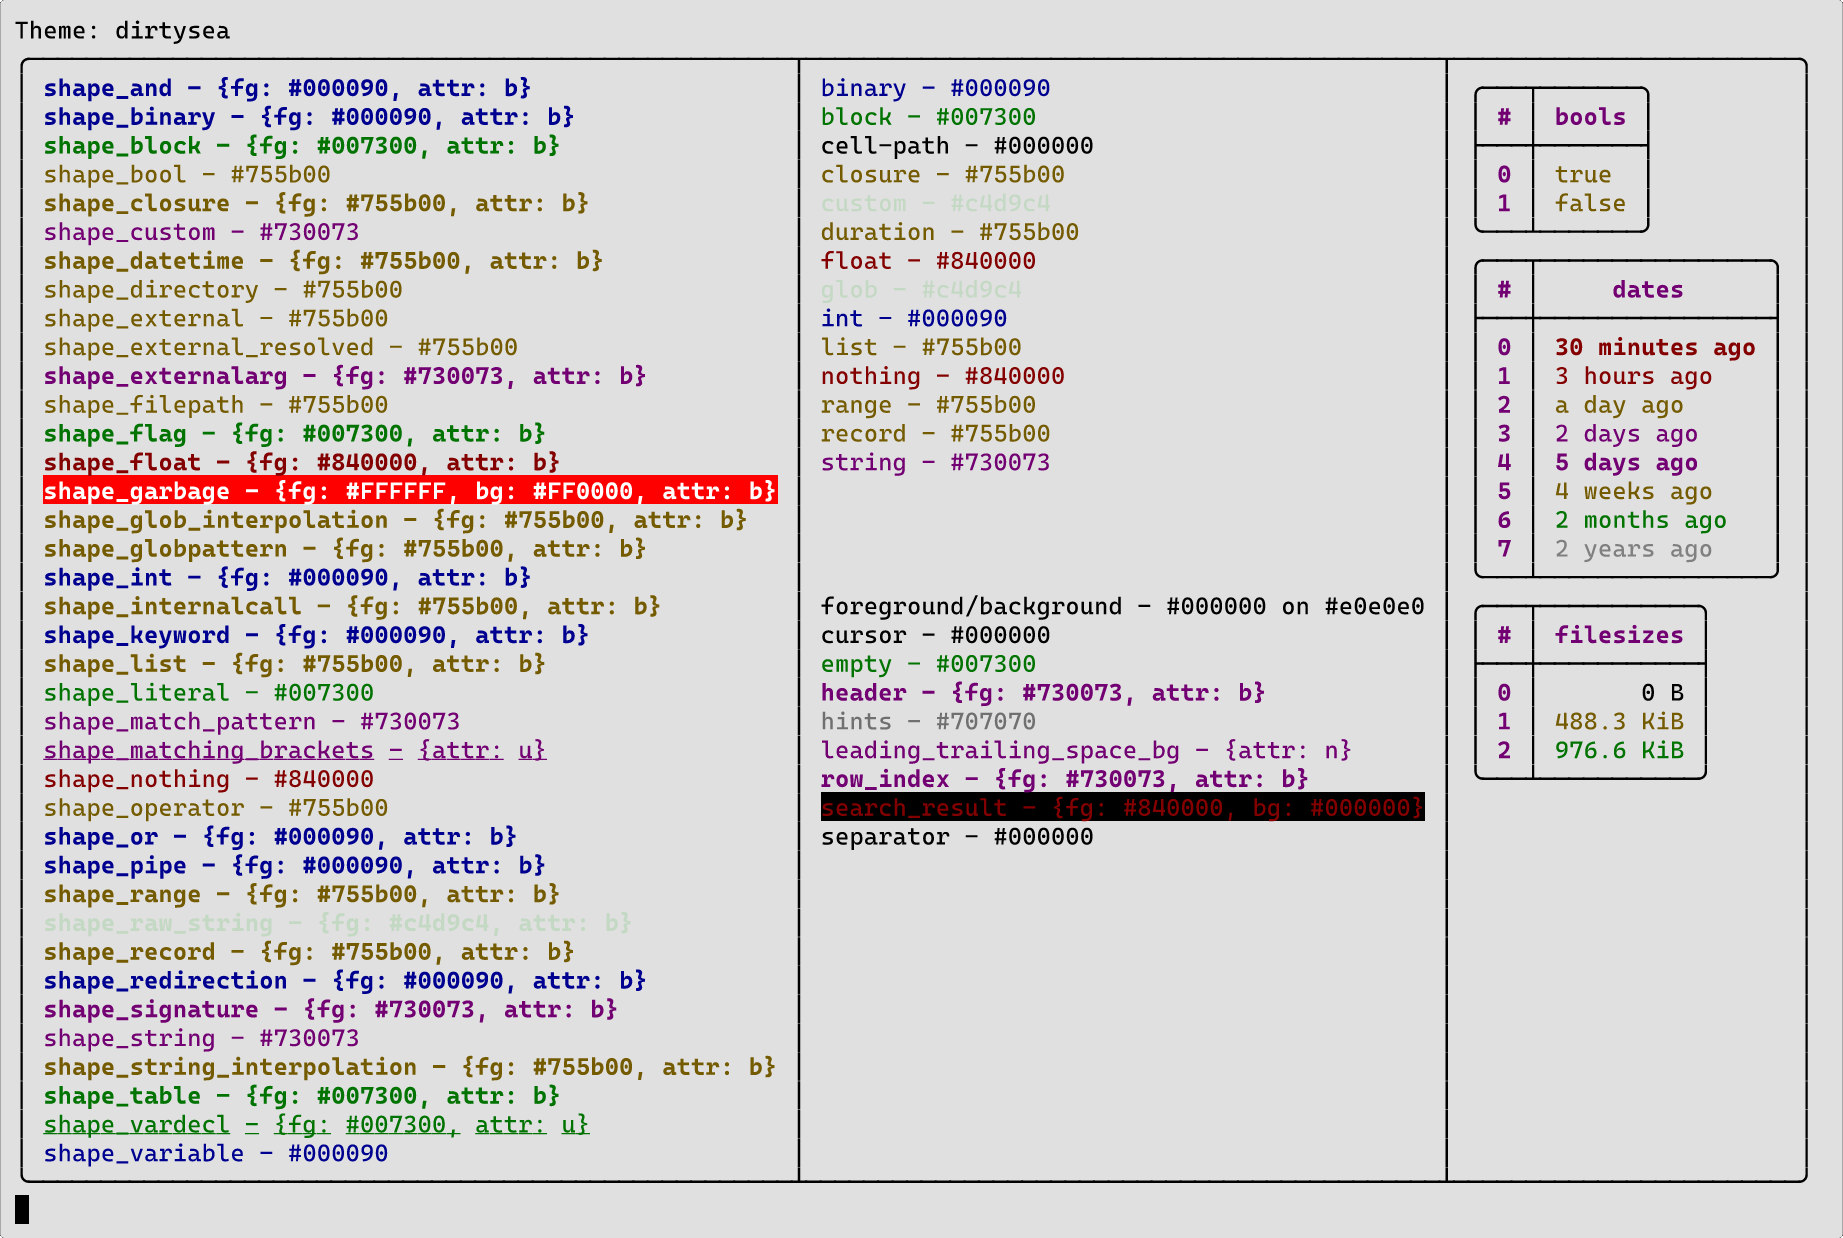 Theme: dirtysea
shape_and - {fg: #000090, attr: b}
shape_binary - {fg: #000090, attr: b}
shape_block - {fg: #007300, attr: b}
shape_bool - #755b00
shape_closure - {fg: #755b00, attr: b}
shape_custom - #730073
shape_datetime - {fg: #755b00, attr: b}
shape_directory - #755b00
shape_external - #755b00
shape_external_resolved - #755b00
shape_externalarg - {fg: #730073, attr: b}
shape_filepath - #755b00
shape_flag - {fg: #007300, attr: b}
shape_float - {fg: #840000, attr: b}
shape_garbage - {fg: #FFFFFF, bg: #FF0000, attr: b}
shape_glob_interpolation - {fg: #755b00, attr: b}
shape_globpattern - {fg: #755b00, attr: b}
shape_int - {fg: #000090, attr: b}
shape_internalcall - {fg: #755b00, attr: b}
shape_keyword - {fg: #000090, attr: b}
shape_list - {fg: #755b00, attr: b}
shape_literal - #007300
shape_match_pattern - #730073
shape_matching_brackets - {attr: u}
shape_nothing - #840000
shape_operator - #755b00
shape_or - {fg: #000090, attr: b}
shape_pipe - {fg: #000090, attr: b}
shape_range - {fg: #755b00, attr: b}
shape_raw_string - {fg: #c4d9c4, attr: b}
shape_record - {fg: #755b00, attr: b}
shape_redirection - {fg: #000090, attr: b}
shape_signature - {fg: #730073, attr: b}
shape_string - #730073
shape_string_interpolation - {fg: #755b00, attr: b}
shape_table - {fg: #007300, attr: b}
shape_vardecl - {fg: #007300, attr: u}
shape_variable - #000090
binary - #000090
block - #007300
cell-path - #000000
closure - #755b00
custom - #c4d9c4
duration - #755b00
float - #840000
glob - #c4d9c4
int - #000090
list - #755b00
nothing - #840000
range - #755b00
record - #755b00
string - #730073
foreground/background - #000000 on #e0e0e0
cursor - #000000
empty - #007300
header - {fg: #730073, attr: b}
hints - #707070
leading_trailing_space_bg - {attr: n}
row_index - {fg: #730073, attr: b}
search_result - {fg: #840000, bg: #000000}
separator - #000000
# bools
0 true
1 false
# dates
0 30 minutes ago
1 3 hours ago
2 a day ago
3 2 days ago
4 5 days ago
5 4 weeks ago
6 2 months ago
7 2 years ago
# filesizes
0 0 B
1 488.3 KiB
2 976.6 KiB